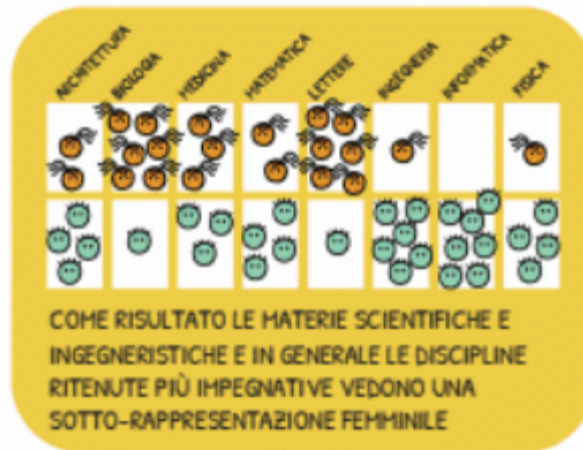 ARCHITETTURA
BIOLOGIA
MEDICINA
MATEMATICA
LETTERE
INGEGNERIA
INFORMATICA
FISICA
COME RISULTATO LE MATERIE SCIENTIFICHE E
INGEGNERISTICHE E IN GENERALE LE DISCIPLINE
RITENUTE PIÙ IMPEGNATIVE VEDONO UNA
SOTTO-RAPPRESENTAZIONE FEMMINILE